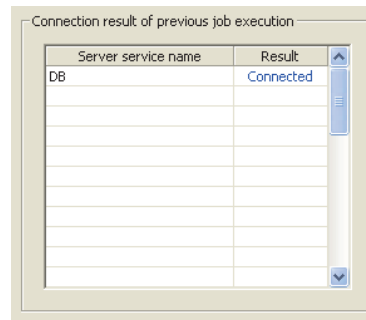 Connection result of previous job execution
Server service name Result
DB Connected